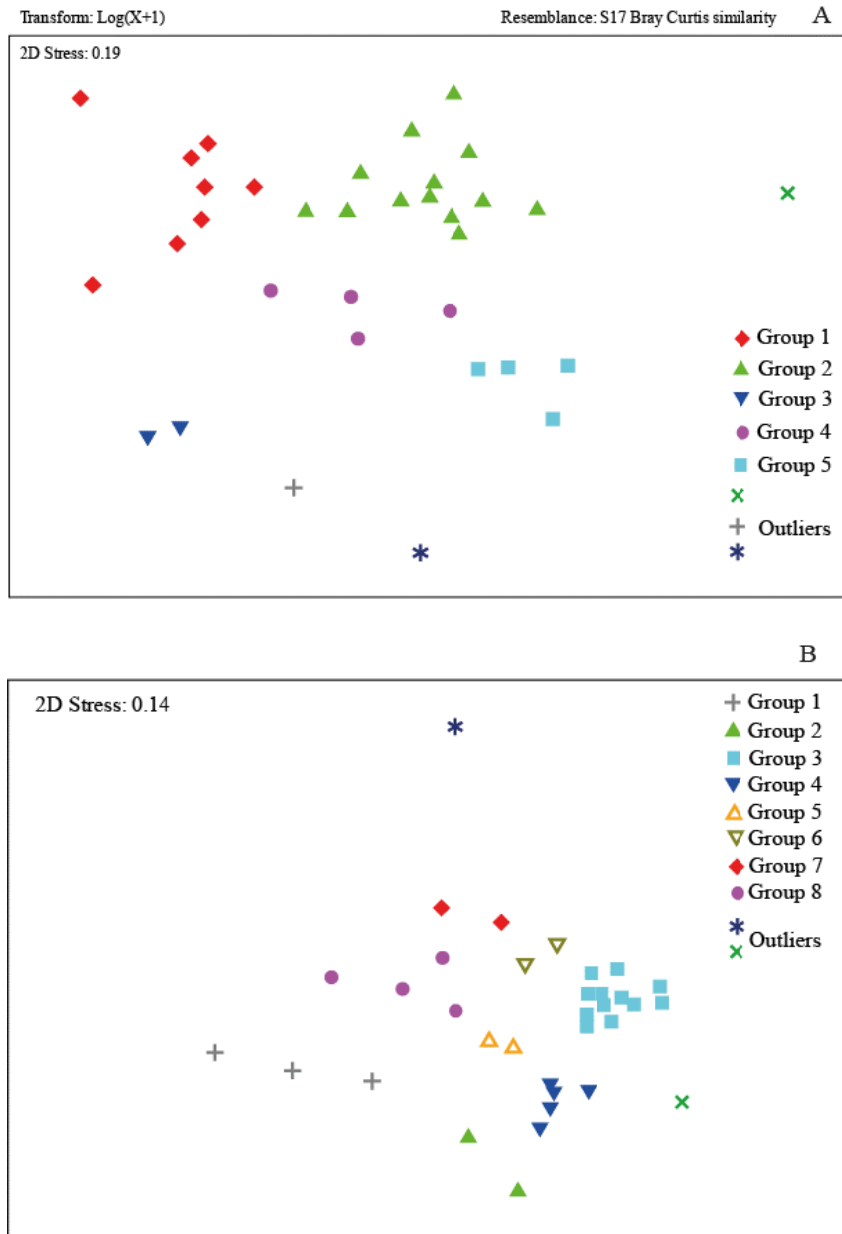 Transform: Log(X+1) Resemblance: S17 Bray Curtis similarity A
2D Stress: 0.19
Group 1
Group 2
Group 3
Group 4
Group 5
Outliers
B
2D Stress: 0.14
Group 1
Group 2
Group 3
Group 4
Group 5
Group 6
Group 7
Group 8
Outliers